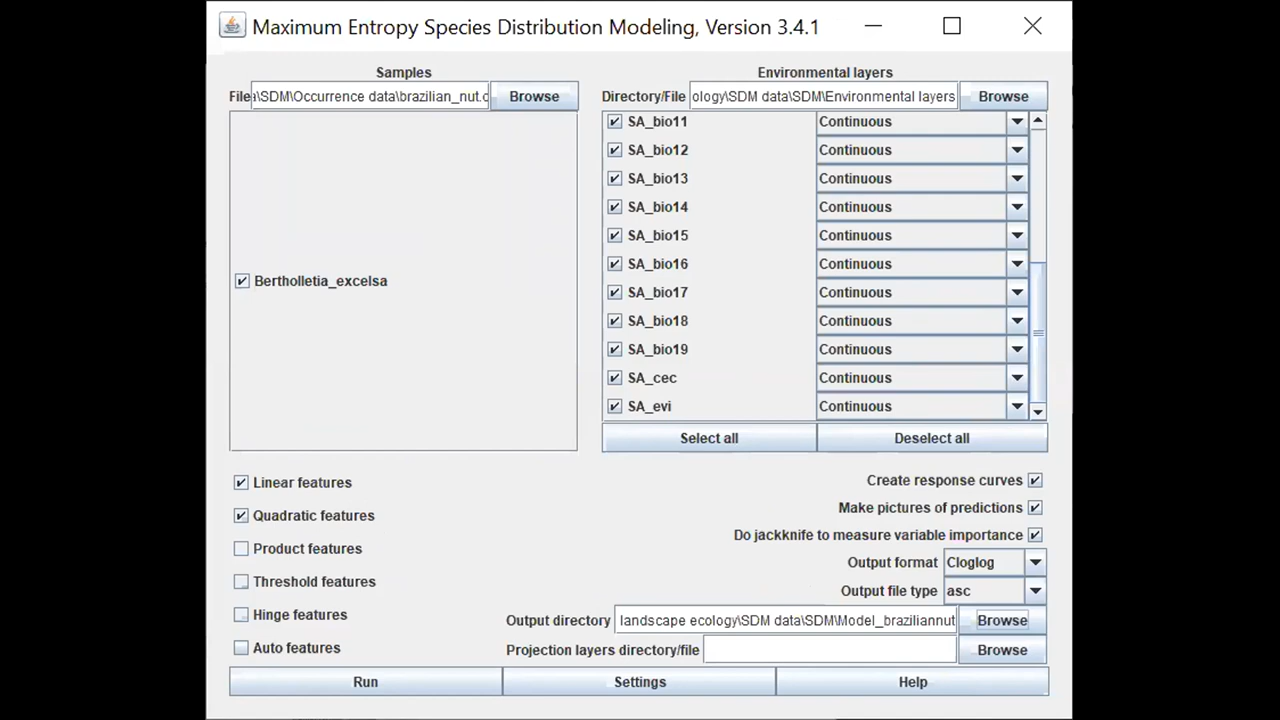 Maximum Entropy Species Distribution Modeling, Version 3.4.1
Samples
File \SDM\Occurrence data\brazilian_nut.c Browse
Bertholletia_excelsa
Environmental layers
Directory/File ology\SDM data\SDM\Environmental layers Browse
SA_bio11 Continuous
SA_bio12 Continuous
SA_bio13 Continuous
SA_bio14 Continuous
SA_bio15 Continuous
SA_bio16 Continuous
SA_bio17 Continuous
SA_bio18 Continuous
SA_bio19 Continuous
SA_cec Continuous
SA_evi Continuous
Select all Deselect all
Linear features
Quadratic features
Product features
Threshold features
Hinge features
Auto features
Create response curves
Make pictures of predictions
Do jackknife to measure variable importance
Output format Cloglog
Output file type asc
Output directory landscape ecology\SDM data\SDM\Model_braziliannut Browse
Projection layers directory/file Browse
Run Settings Help